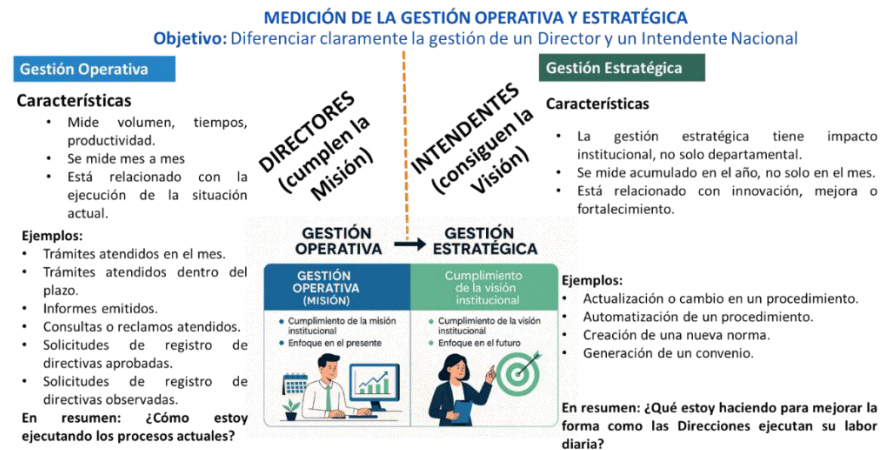 MEDICIÓN DE LA GESTIÓN OPERATIVA Y ESTRATÉGICA
Objetivo: Diferenciar claramente la gestión de un Director y un Intendente Nacional
Gestión Operativa
Características
• Mide volumen, tiempos,
productividad.
• Se mide mes a mes
• Está relacionado con la
ejecución de la situación
actual.
Ejemplos:
• Trámites atendidos en el mes.
• Trámites atendidos dentro del
plazo.
• Informes emitidos.
• Consultas o reclamos atendidos.
• Solicitudes de registro de
directivas aprobadas.
• Solicitudes de registro de
directivas observadas.
En resumen: ¿Cómo estoy
ejecutando los procesos actuales?
DIRECTORES
(cumplen la
Misión)
INTENDENTES
(consiguen la
Visión)
GESTIÓN
OPERATIVA
GESTIÓN
ESTRATÉGICA
GESTIÓN
OPERATIVA
(MISIÓN)
• Cumplimiento de la misión
institucional
• Enfoque en el presente
Cumplimiento
de la visión
institucional
• Cumplimiento de la visión
institucional
• Enfoque en el futuro
Gestión Estratégica
Características
• La gestión estratégica tiene impacto
institucional, no solo departamental.
• Se mide acumulado en el año, no solo en el mes.
• Está relacionado con innovación, mejora o
fortalecimiento.
Ejemplos:
• Actualización o cambio en un procedimiento.
• Automatización de un procedimiento.
• Creación de una nueva norma.
• Generación de un convenio.
En resumen: ¿Qué estoy haciendo para mejorar la
forma como las Direcciones ejecutan su labor
diaria?